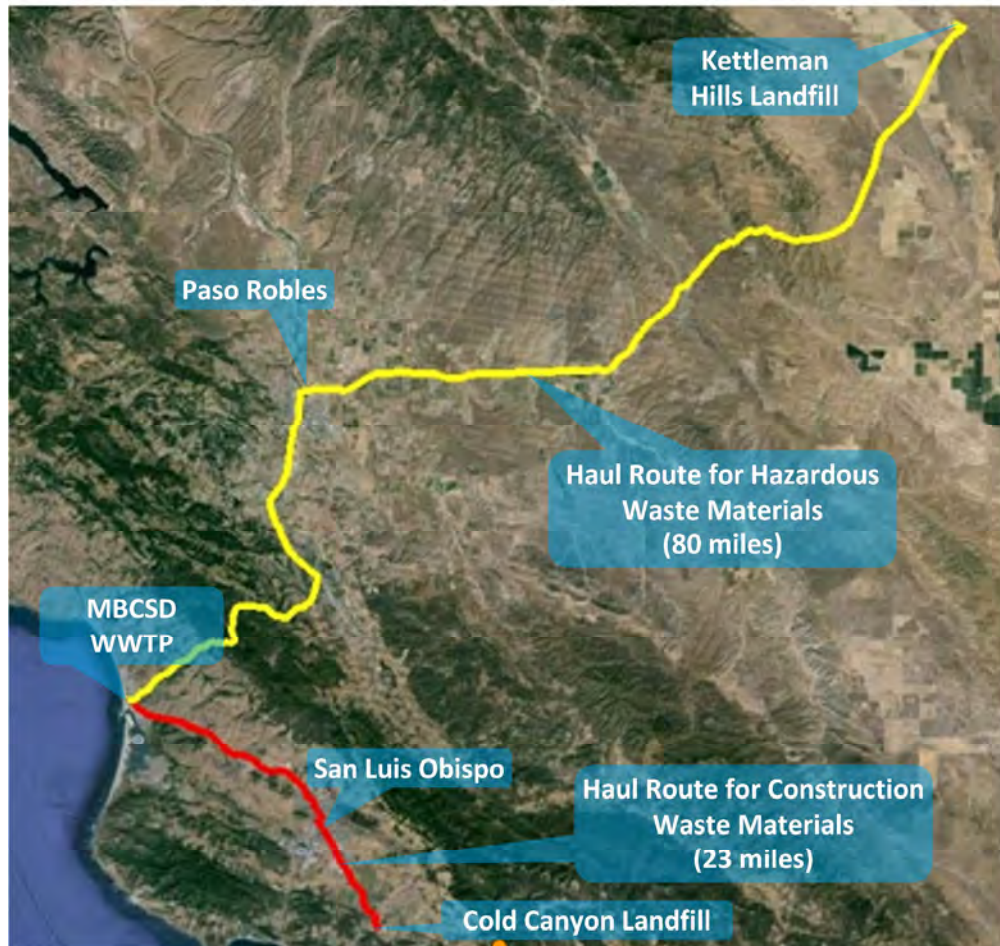 Kettleman
Hills Landfill
Paso Robles
Haul Route for Hazardous
Waste Materials
(80 miles)
MBCSD
WWTP
San Luis Obispo
Haul Route for Construction
Waste Materials
(23 miles)
Cold Canyon Landfill